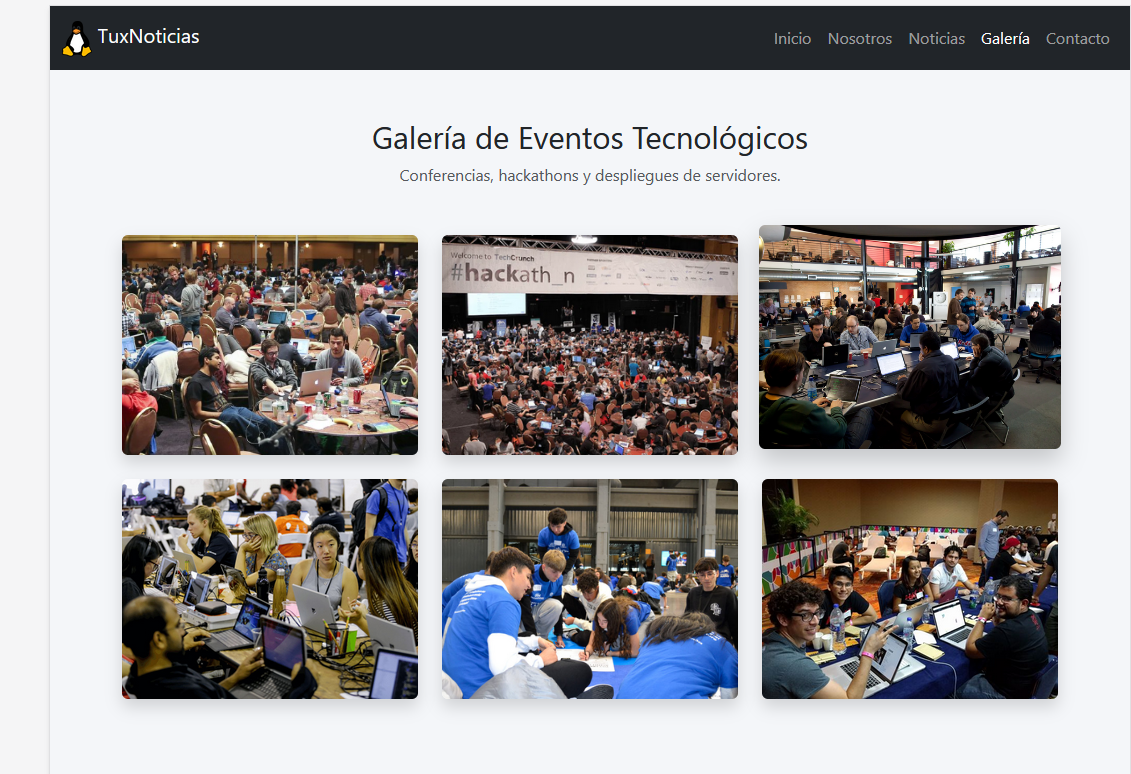 TuxNoticias
Inicio Nosotros Noticias Galería Contacto
Galería de Eventos Tecnológicos
Conferencias, hackathons y despliegues de servidores.
Welcome to TechCrunch
#hackath_n